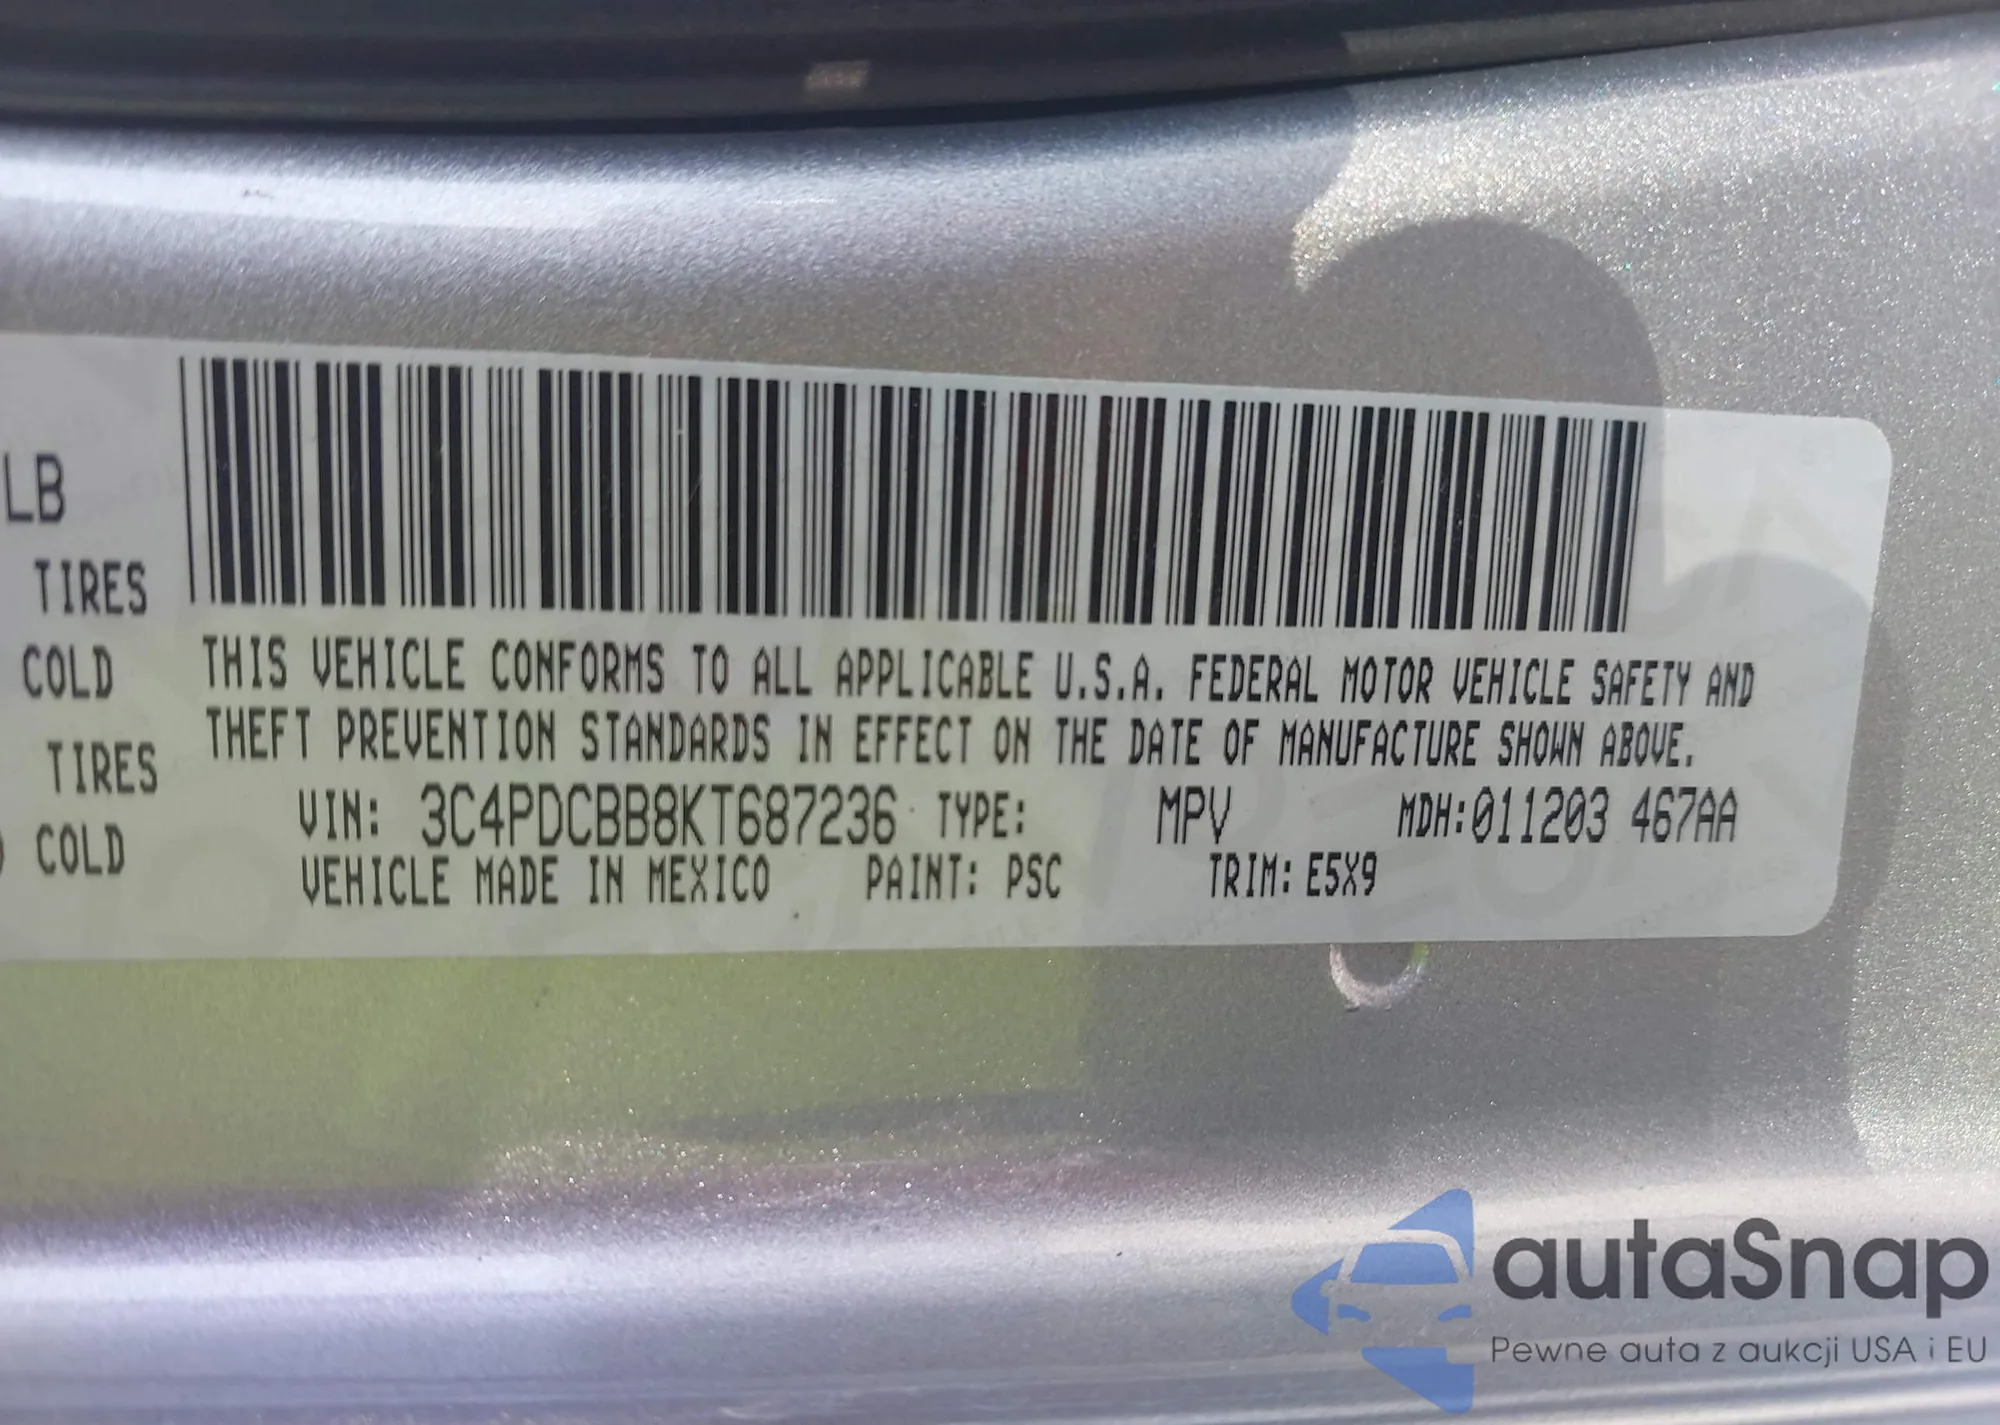 LB
TIRES
COLD
TIRES
COLD
THIS VEHICLE CONFORMS TO ALL APPLICABLE U.S.A. FEDERAL MOTOR VEHICLE SAFETY AND
THEFT PREVENTION STANDARDS IN EFFECT ON THE DATE OF MANUFACTURE SHOWN ABOVE.
VIN: 3C4PDCBB8KT687236 TYPE: MPV MDH:011203 467AA
VEHICLE MADE IN MEXICO PAINT: PSC TRIM: E5X9
autaSnap
Pewne auta z aukcji USA i EU